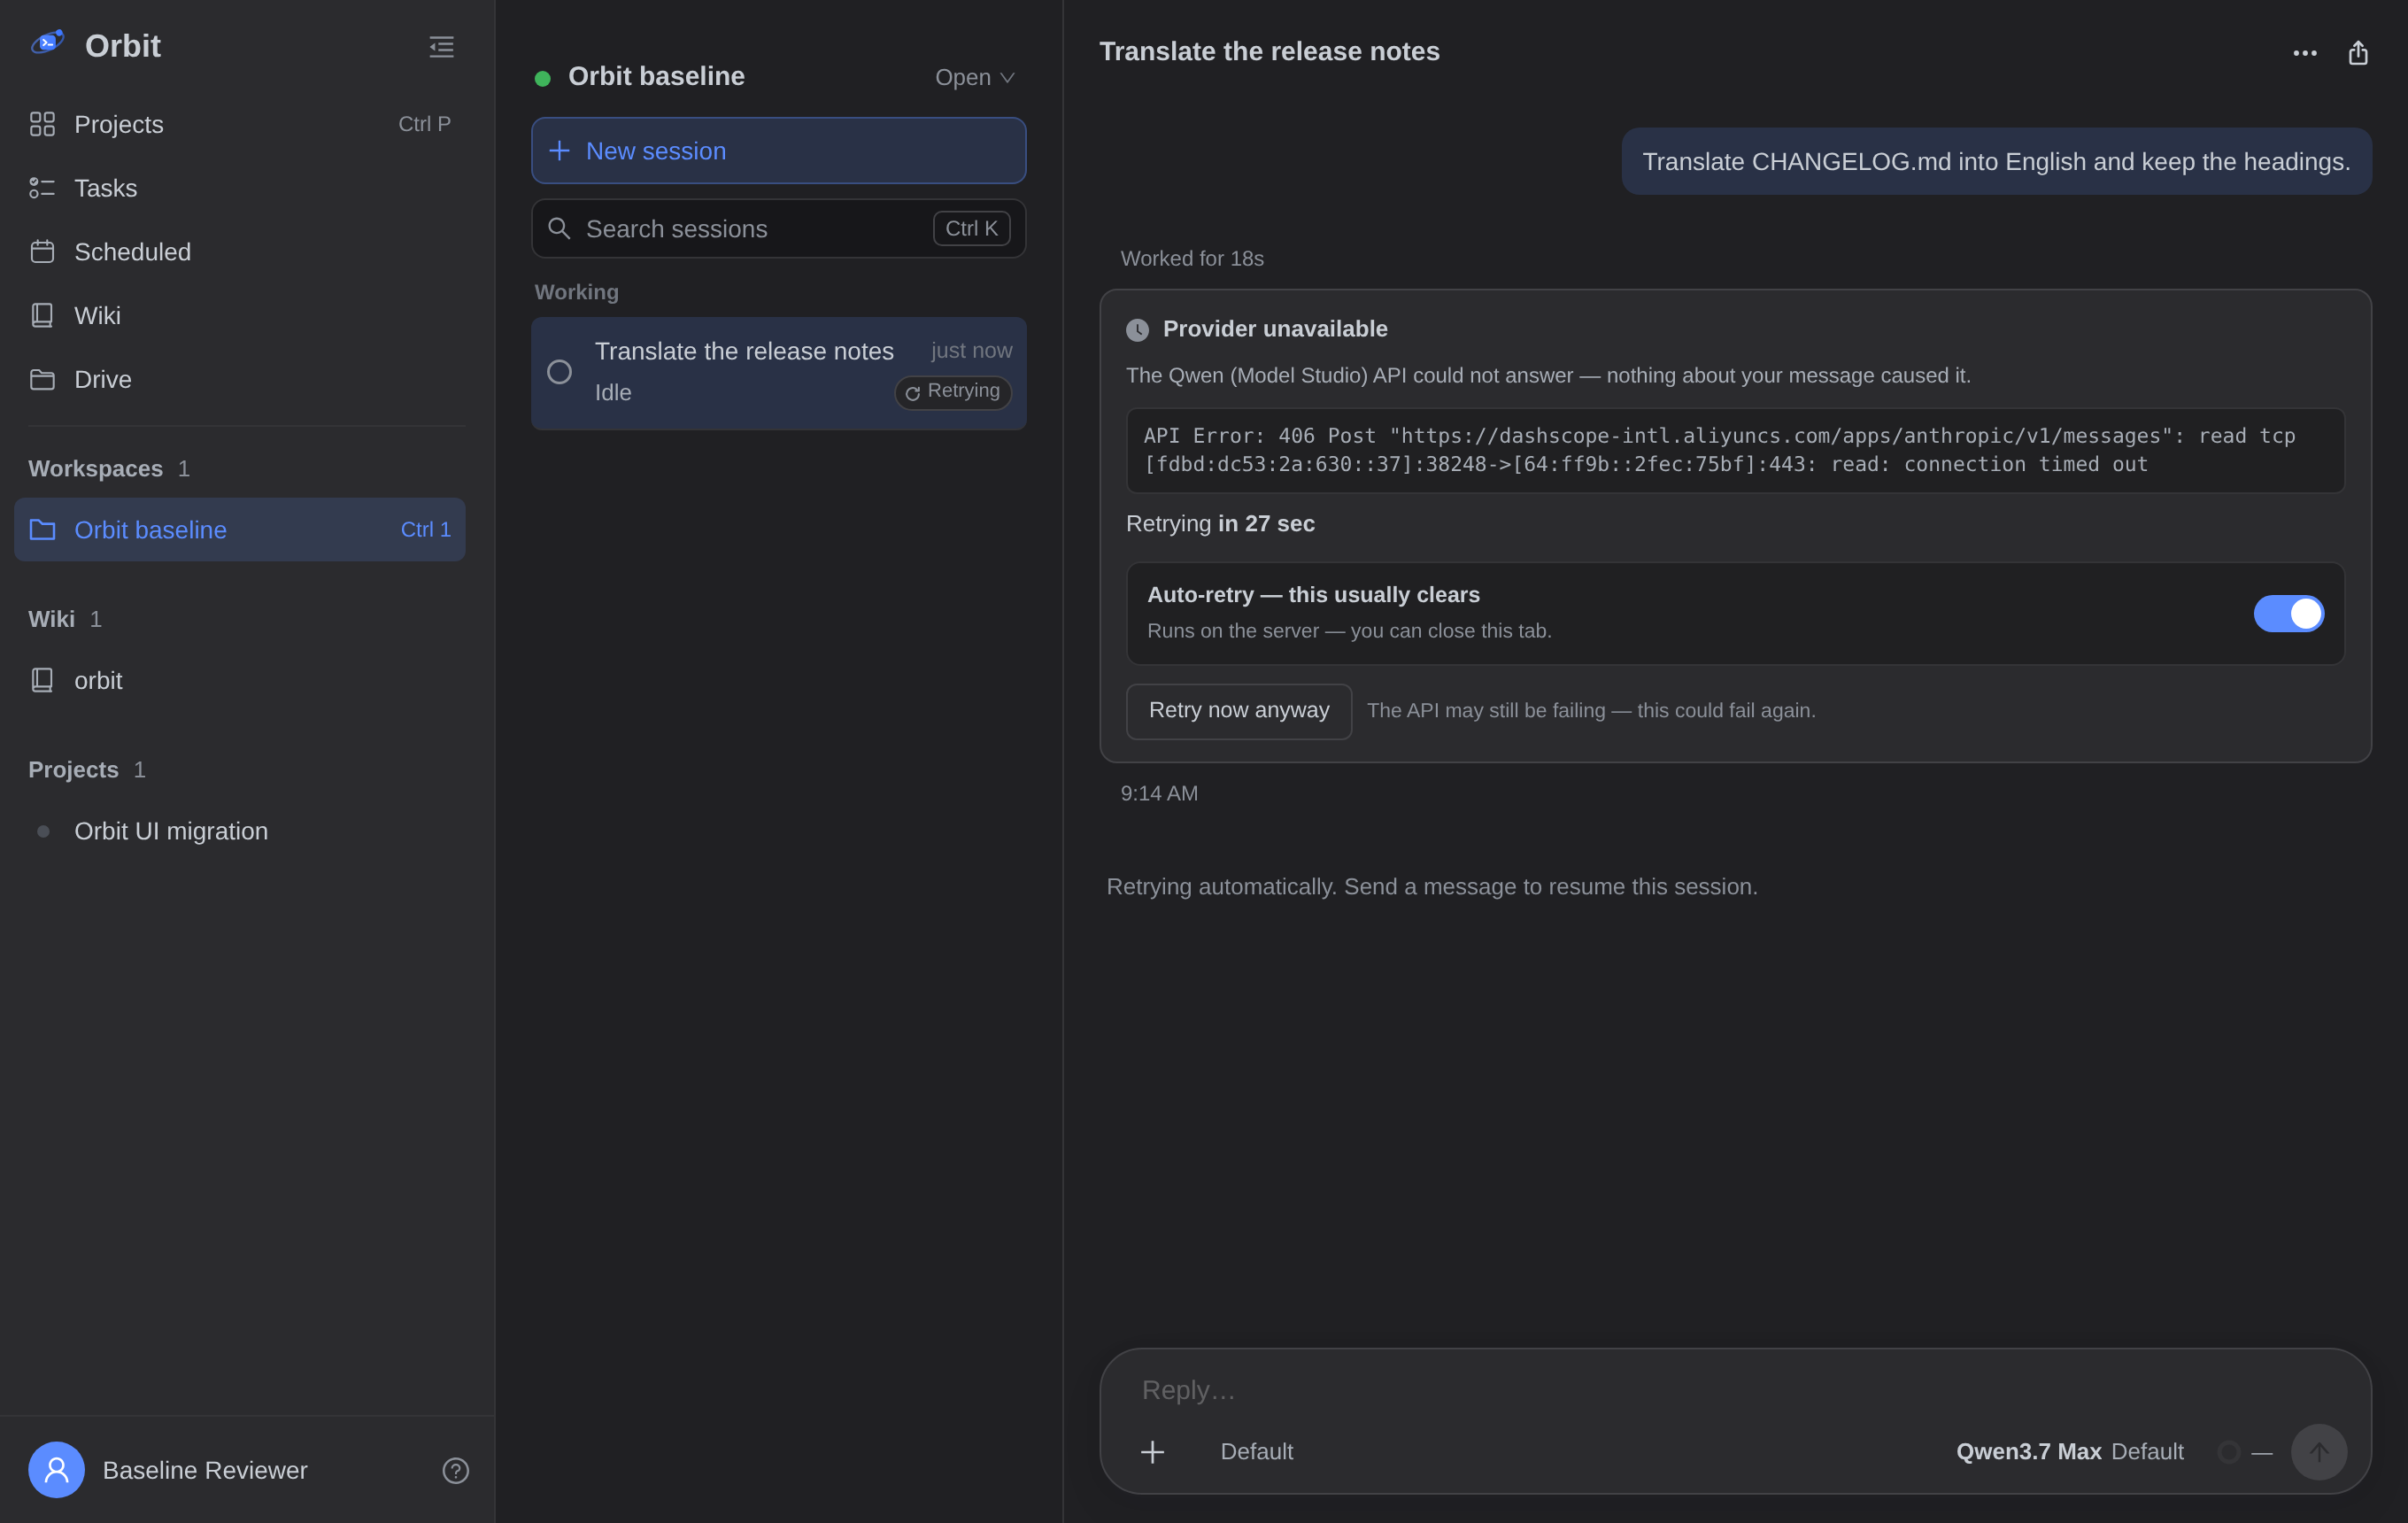 Orbit
Projects Ctrl P
Tasks
Scheduled
Wiki
Drive
Workspaces 1
Orbit baseline Ctrl 1
Wiki 1
orbit
Projects 1
Orbit UI migration
Baseline Reviewer
Orbit baseline Open
New session
Search sessions Ctrl K
Working
Translate the release notes just now
Idle Retrying
Translate the release notes
Translate CHANGELOG.md into English and keep the headings.
Worked for 18s
Provider unavailable
The Qwen (Model Studio) API could not answer — nothing about your message caused it.
API Error: 406 Post "https://dashscope-intl.aliyuncs.com/apps/anthropic/v1/messages": read tcp
[fdbd:dc53:2a:630::37]:38248->[64:ff9b::2fec:75bf]:443: read: connection timed out
Retrying in 27 sec
Auto-retry — this usually clears
Runs on the server — you can close this tab.
Retry now anyway The API may still be failing — this could fail again.
9:14 AM
Retrying automatically. Send a message to resume this session.
Reply…
Default Qwen3.7 Max Default —